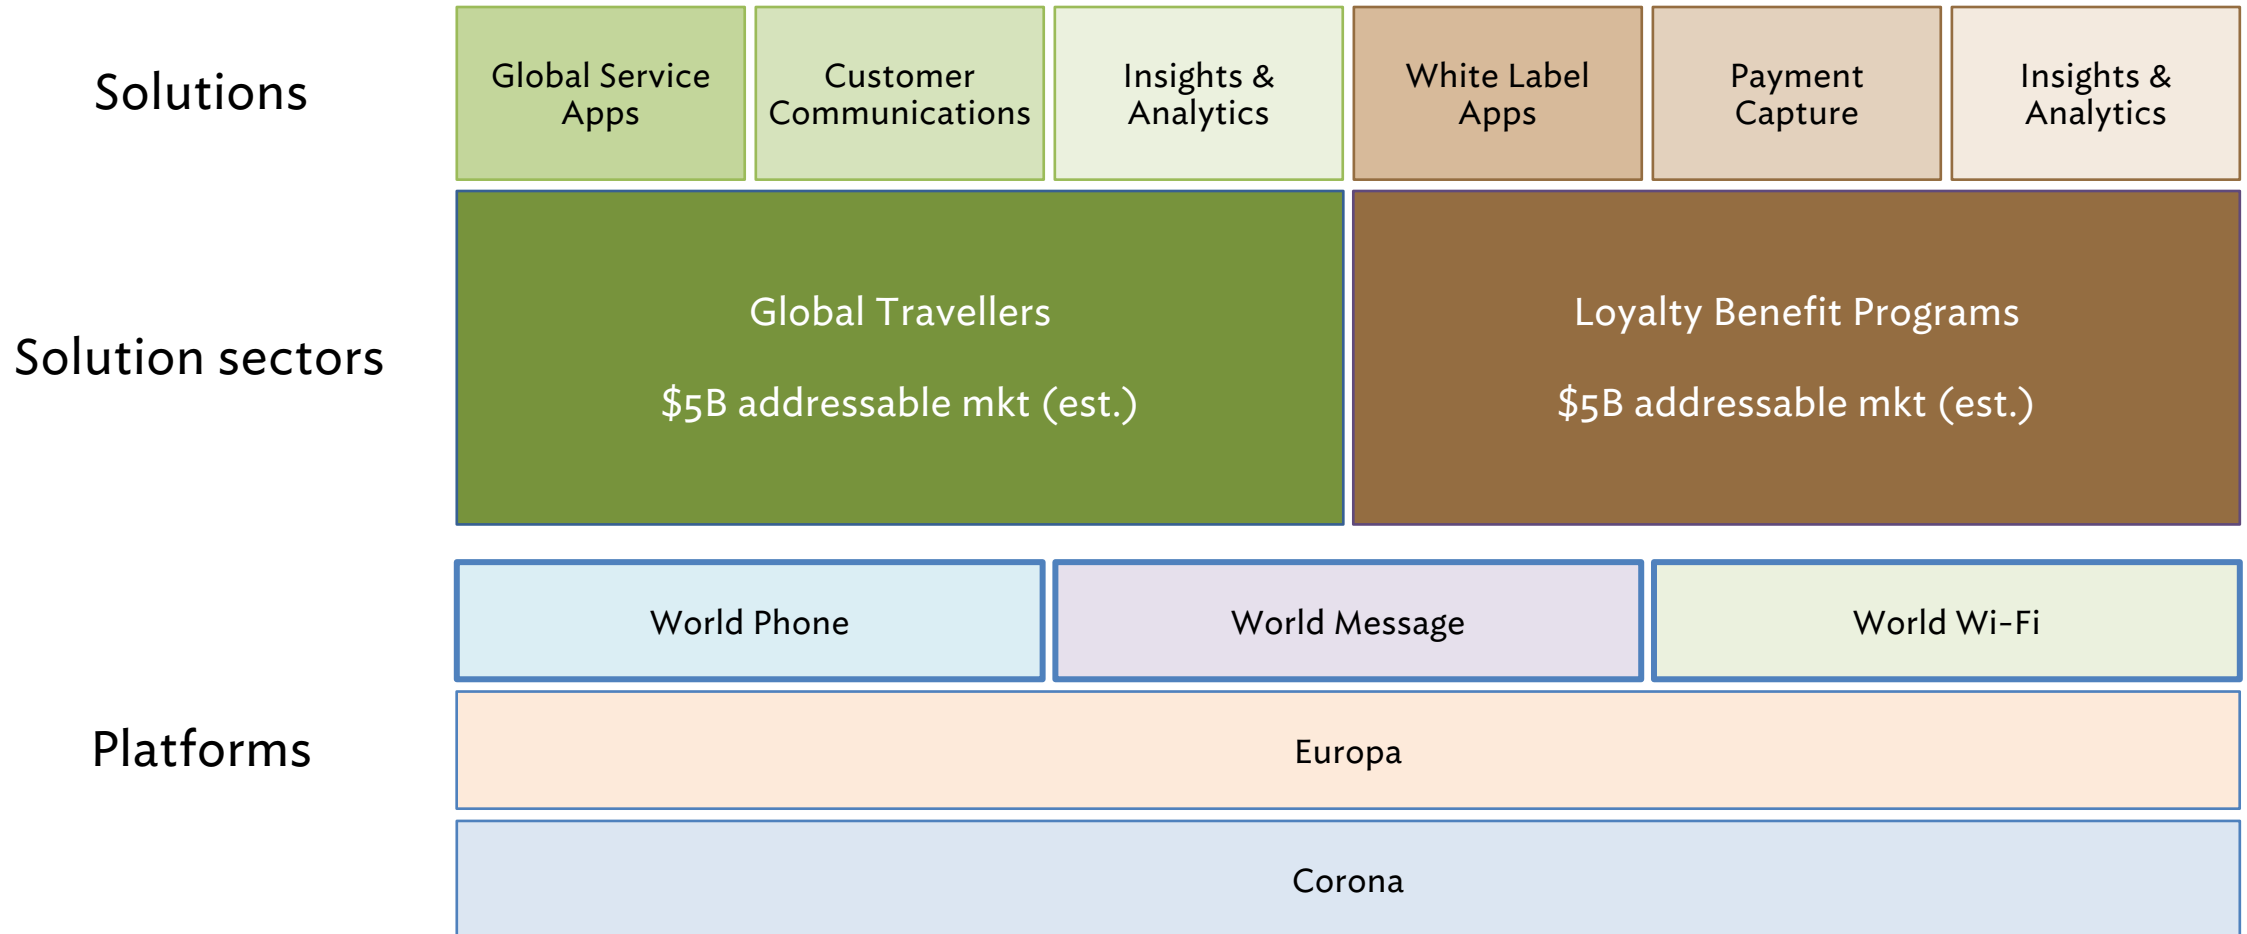 Solutions
Global Service
Apps
Customer
Communications
Insights &
Analytics
White Label
Apps
Payment
Capture
Insights &
Analytics
Solution sectors
Global Travellers
$5B addressable mkt (est.)
Loyalty Benefit Programs
$5B addressable mkt (est.)
Platforms
World Phone
World Message
World Wi-Fi
Europa
Corona